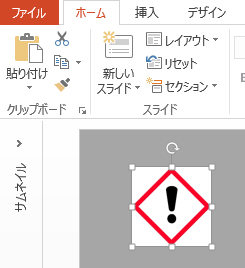 ファイル ホーム 挿入 デザイン
貼り付け
新しい
スライド
レイアウト
リセット
セクション
クリップボード スライド
サムネイル
!